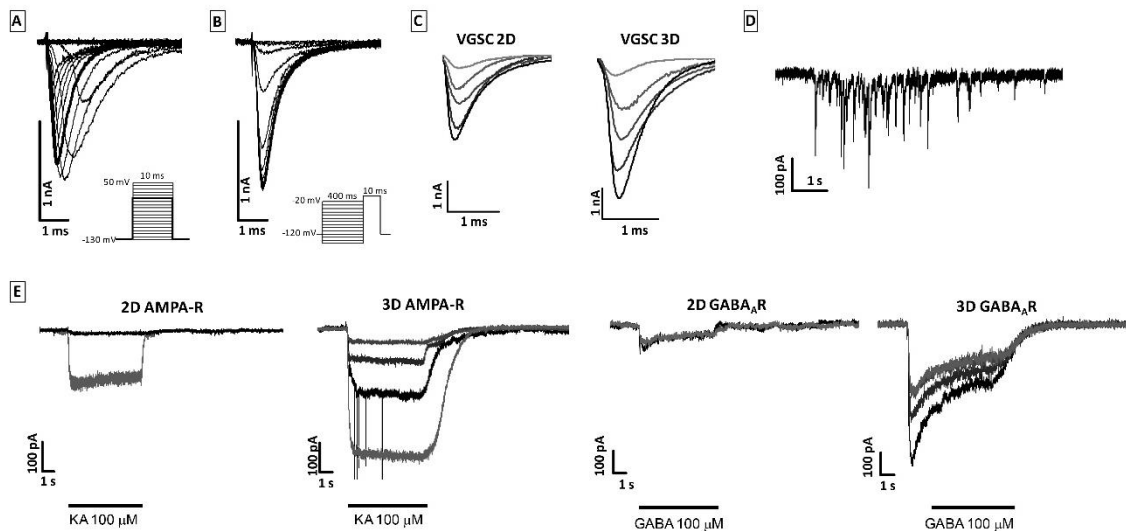 A
1 nA
1 ms
50 mV
10 ms
-130 mV
B
1 nA
1 ms
-20 mV
400 ms
10 ms
-120 mV
C
VGSC 2D
1 nA
1 ms
VGSC 3D
1 nA
1 ms
D
100 pA
1 s
E
2D AMPA-R
100 pA
1 s
KA 100 μM
3D AMPA-R
100 pA
1 s
KA 100 μM
2D GABAAR
100 pA
1 s
GABA 100 μM
3D GABAAR
100 pA
1 s
GABA 100 μM